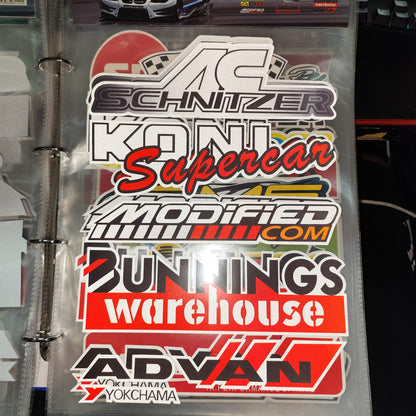 AC
SCHNITZER
KONI
Supercar
MODIFIED
.COM
BUNNINGS
warehouse
ADVAN
YOKOHAMA
YOKOHAMA